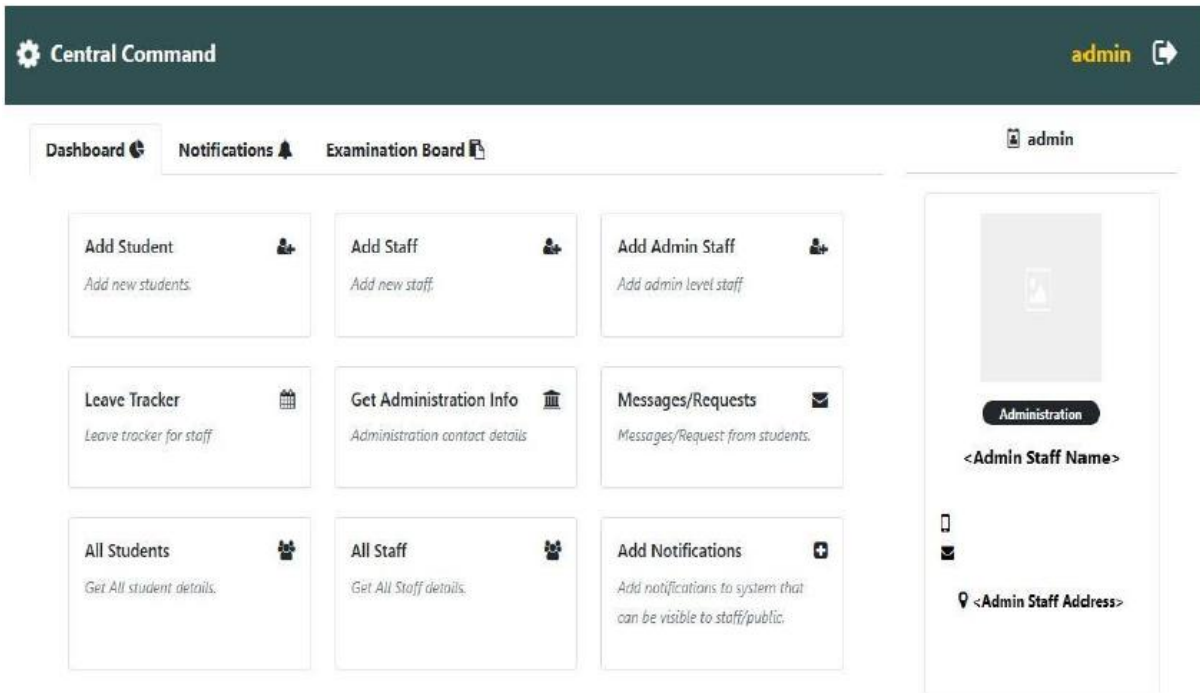 Central Command
admin
Dashboard
Notifications
Examination Board
admin
Add Student
Add new students.
Add Staff
Add new staff.
Add Admin Staff
Add admin level staff
Leave Tracker
Leave tracker for staff
Get Administration Info
Administration contact details
Messages/Requests
Messages/Request from students.
All Students
Get All student details.
All Staff
Get All Staff details.
Add Notifications
Add notifications to system that
can be visible to staff/public.
Administration
<Admin Staff Name>
<Admin Staff Address>